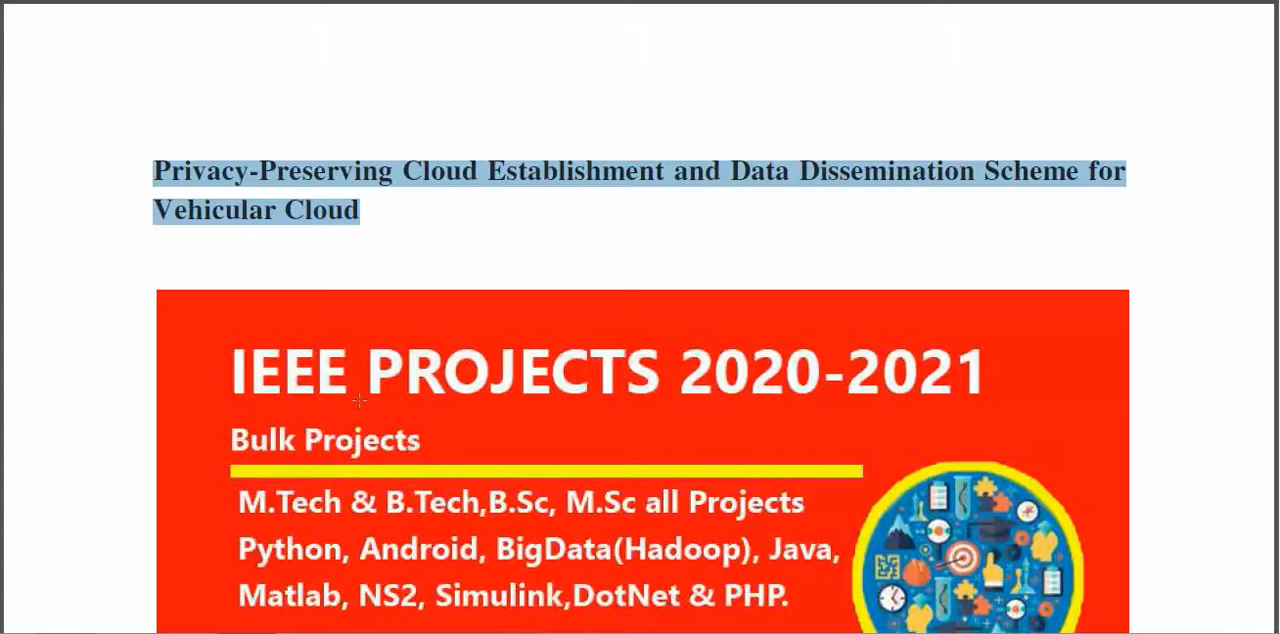 Privacy-Preserving Cloud Establishment and Data Dissemination Scheme for
Vehicular Cloud
IEEE PROJECTS 2020-2021
Bulk Projects
M.Tech & B.Tech,B.Sc, M.Sc all Projects
Python, Android, BigData(Hadoop), Java,
Matlab, NS2, Simulink,DotNet & PHP.